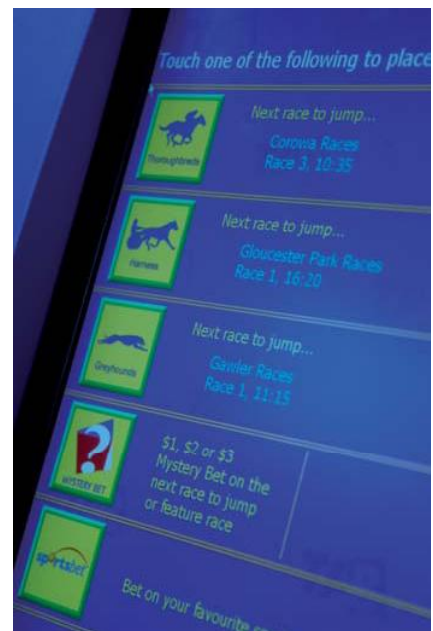 Touch one of the following to place
Thoroughbreds
Next race to jump...
Corowa Races
Race 3, 10:35
Harness
Next race to jump...
Gloucester Park Races
Race 1, 16:20
Greyhounds
Next race to jump...
Gawler Races
Race 1, 11:15
MYSTERY BET
$1, $2 or $3
Mystery Bet on the
next race to jump
or feature race
sportsbet
Bet on your favourite